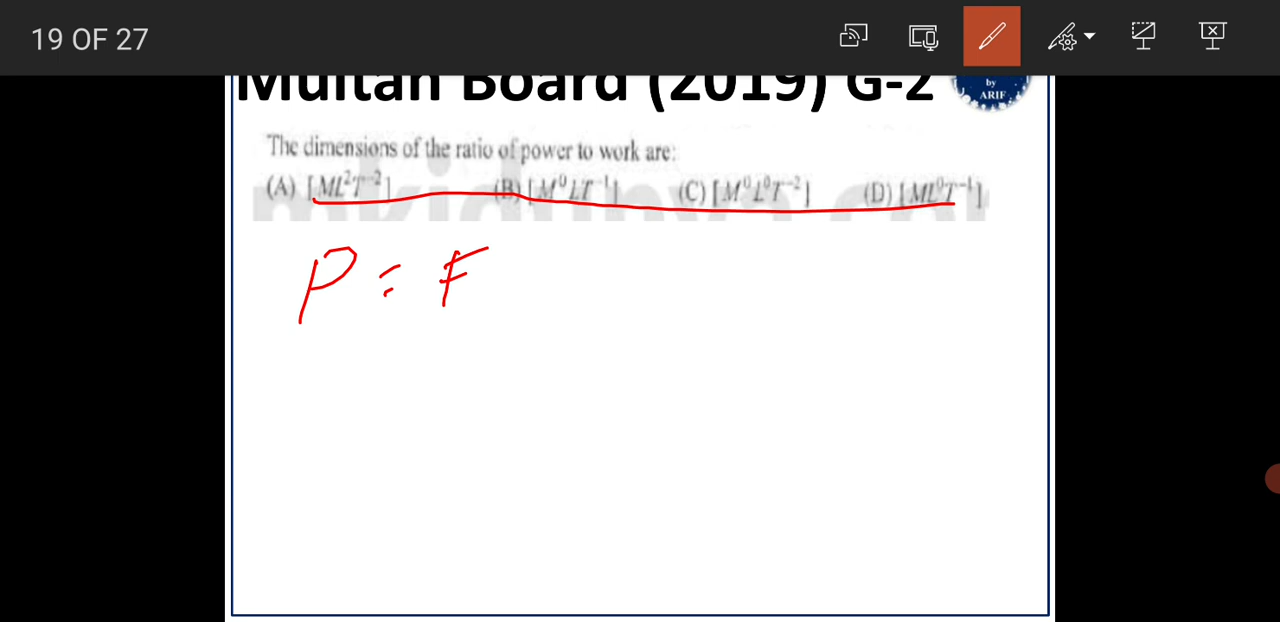 19 OF 27
Multan Board (2019) G-2
by
ARIF
The dimensions of the ratio of power to work are:
(A) [ML²T⁻²] (B) [M⁰LT⁻¹] (C) [M⁰L⁰T⁻²] (D) [ML⁰T⁻¹]
P = F